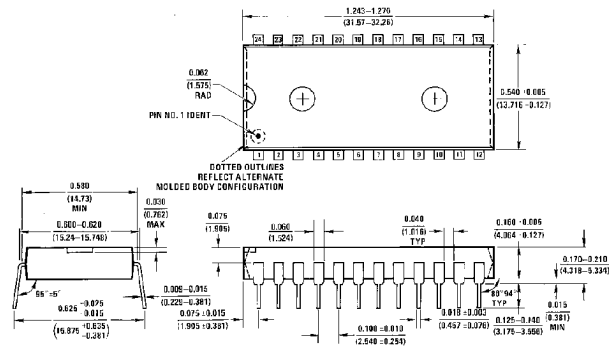 1.243–1.270
(31.57–32.26)
24 23 22 21 20 19 18 17 16 15 14 13
0.062
(1.575)
RAD
0.540 ±0.005
(13.716 ±0.127)
PIN NO. 1 IDENT
1 2 3 4 5 6 7 8 9 10 11 12
DOTTED OUTLINES
REFLECT ALTERNATE
MOLDED BODY CONFIGURATION
0.580
(14.73)
MIN
0.030
(0.762)
MAX
0.600–0.620
(15.24–15.748)
0.075
(1.905)
0.060
(1.524)
0.040
(1.016)
TYP
0.160 ±0.005
(4.064 ±0.127)
0.170–0.210
(4.318–5.334)
95°±5°
0.009–0.015
(0.229–0.381)
0.625 +0.025 -0.015
(15.875 +0.635 -0.381)
0.075 ±0.015
(1.905 ±0.381)
0.100 ±0.010
(2.540 ±0.254)
0.018 ±0.003
(0.457 ±0.076)
TYP
0.125–0.140
(3.175–3.556)
0.015
(0.381)
MIN